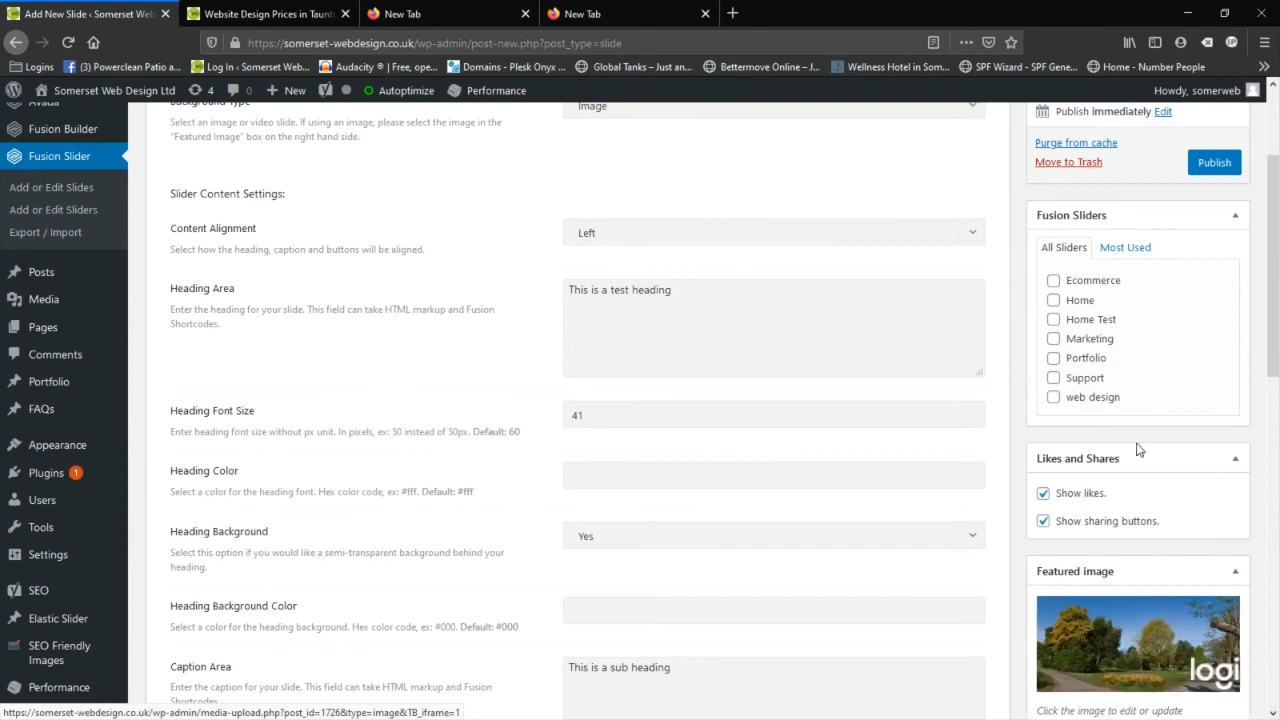 Add New Slide ‹ Somerset Web
Website Design Prices in Taunt
New Tab
New Tab
https://somerset-webdesign.co.uk/wp-admin/post-new.php?post_type=slide
Logins
(3) Powerclean Patio a...
Log In ‹ Somerset Web...
Audacity ® | Free, ope...
Domains - Plesk Onyx ...
Global Tanks – Just an...
Bettermove Online – J...
Wellness Hotel in Som...
SPF Wizard - SPF Gene...
Home - Number People
Somerset Web Design Ltd
4
0
New
Autoptimize
Performance
Howdy, someweb
Avada
Fusion Builder
Fusion Slider
Add or Edit Slides
Add or Edit Sliders
Export / Import
Posts
Media
Pages
Comments
Portfolio
FAQs
Appearance
Plugins 1
Users
Tools
Settings
SEO
Elastic Slider
SEO Friendly
Images
Performance
Background Type
Image
Select an image or video slide. If using an image, please select the image in the
"Featured Image" box on the right hand side.
Slider Content Settings:
Content Alignment
Left
Select how the heading, caption and buttons will be aligned.
Heading Area
This is a test heading
Enter the heading for your slide. This field can take HTML markup and Fusion
Shortcodes.
Heading Font Size
41
Enter heading font size without px unit. In pixels, ex: 50 instead of 50px. Default: 60
Heading Color
Select a color for the heading font. Hex color code, ex: #fff. Default: #fff
Heading Background
Yes
Select this option if you would like a semi-transparent background behind your
heading.
Heading Background Color
Select a color for the heading background. Hex color code, ex: #000. Default: #000
Caption Area
This is a sub heading
Enter the caption for your slide. This field can take HTML markup and Fusion
Shortcodes.
Publish immediately Edit
Purge from cache
Move to Trash
Publish
Fusion Sliders
All Sliders
Most Used
Ecommerce
Home
Home Test
Marketing
Portfolio
Support
web design
Likes and Shares
Show likes.
Show sharing buttons.
Featured image
logi
Click the image to edit or update
https://somerset-webdesign.co.uk/wp-admin/media-upload.php?post_id=1726&type=image&TB_iframe=1